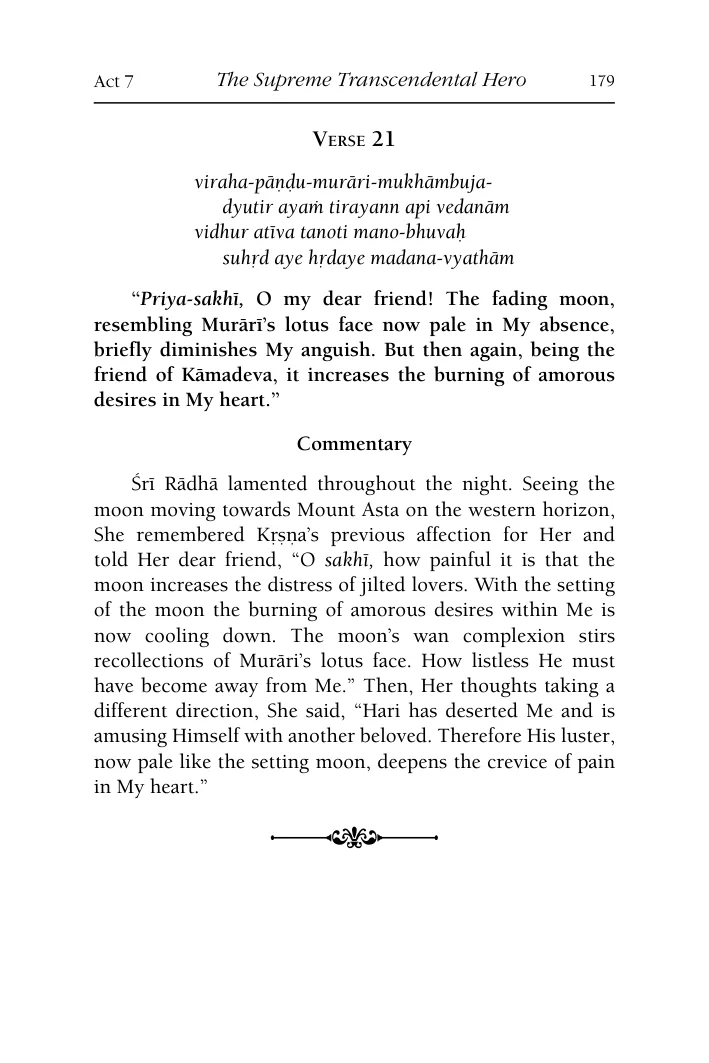 Act 7 The Supreme Transcendental Hero 179
Verse 21
viraha-pāṇḍu-murāri-mukhāmbuja-
dyutir ayaṁ tirayann api vedanām
vidhur atīva tanoti mano-bhuvaḥ
suhṛd aye hṛdaye madana-vyathām
“Priya-sakhī, O my dear friend! The fading moon,
resembling Murārī’s lotus face now pale in My absence,
briefly diminishes My anguish. But then again, being the
friend of Kāmadeva, it increases the burning of amorous
desires in My heart.”
Commentary
Śrī Rādhā lamented throughout the night. Seeing the
moon moving towards Mount Asta on the western horizon,
She remembered Kṛṣṇa’s previous affection for Her and
told Her dear friend, “O sakhī, how painful it is that the
moon increases the distress of jilted lovers. With the setting
of the moon the burning of amorous desires within Me is
now cooling down. The moon’s wan complexion stirs
recollections of Murāri’s lotus face. How listless He must
have become away from Me.” Then, Her thoughts taking a
different direction, She said, “Hari has deserted Me and is
amusing Himself with another beloved. Therefore His luster,
now pale like the setting moon, deepens the crevice of pain
in My heart.”